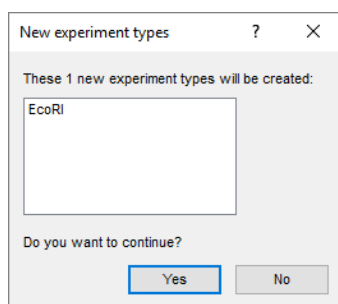 New experiment types
?
These 1 new experiment types will be created:
EcoRI
Do you want to continue?
Yes
No